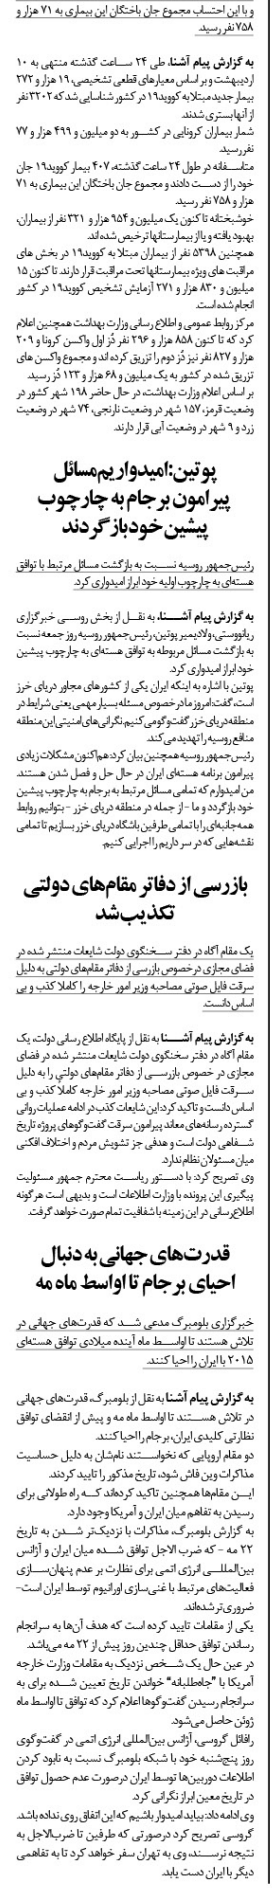 و با این احتساب مجموع جان باختگان این بیماری به ۷۱ هزار و
۷۵۸ نفر رسید.
به گزارش پیام آشنا، طی ۲۴ ساعت گذشته منتهی به ۱۰
اردیبهشت و بر اساس معیارهای قطعی تشخیصی، ۱۹ هزار و ۲۷۲
بیمار جدید مبتلا به کووید۱۹ در کشور شناسایی شد که ۳۲۰۲ نفر
از آنها بستری شدند.
شمار بیماران کرونایی در کشور به دو میلیون و ۴۹۹ هزار و ۷۷
نفر رسید.
متاسفانه در طول ۲۴ ساعت گذشته، ۴۰۷ بیمار کووید۱۹ جان
خود را از دست دادند و مجموع جان باختگان این بیماری به ۷۱
هزار و ۷۵۸ نفر رسید.
خوشبختانه تا کنون یک میلیون و ۹۵۴ هزار و ۳۲۱ نفر از بیماران،
بهبود یافته و یا از بیمارستانها ترخیص شده‌اند.
همچنین ۵۳۹۸ نفر از بیماران مبتلا به کووید۱۹ در بخش های
مراقبت های ویژه بیمارستانها تحت مراقبت قرار دارند. تا کنون ۱۵
میلیون و ۸۳۰ هزار و ۲۷۱ آزمایش تشخیص کووید۱۹ در کشور
انجام شده است.
مرکز روابط عمومی و اطلاع رسانی وزارت بهداشت همچنین اعلام
کرد که تا کنون ۸۵۸ هزار و ۲۹۶ نفر دُز اول واکسن کرونا و ۲۰۹
هزار و ۸۲۷ نفر نیز دُز دوم را تزریق کرده اند و مجموع واکسن های
تزریق شده در کشور به یک میلیون و ۶۸ هزار و ۱۲۳ دُز رسید.
بر اساس اعلام وزارت بهداشت، در حال حاضر ۱۹۸ شهر کشور در
وضعیت قرمز، ۱۵۷ شهر در وضعیت نارنجی، ۷۴ شهر در وضعیت
زرد و ۹ شهر در وضعیت آبی قرار دارند.
پوتین: امیدواریم مسائل
پیرامون برجام به چارچوب
پیشین خود بازگردند
رئیس‌جمهور روسیه نسبت به بازگشت مسائل مرتبط با توافق
هسته‌ای به چارچوب اولیه خود ابراز امیدواری کرد.
به گزارش پیام آشنا، به نقل از بخش روسی خبرگزاری
ریانووستی، ولادیمیر پوتین، رئیس‌جمهور روسیه روز جمعه نسبت
به بازگشت مسائل مربوطه به توافق هسته‌ای به چارچوب پیشین
خود ابراز امیدواری کرد.
پوتین با اشاره به اینکه ایران یکی از کشورهای مجاور دریای خزر
است، گفت: امروز ما در خصوص مسئله بسیار مهمی یعنی شرایط در
منطقه دریای خزر گفت‌وگو می‌کنیم. نگرانی‌های امنیتی این منطقه
منافع روسیه را تهدید می‌کند.
رئیس‌جمهور روسیه همچنین بیان کرد: هم‌اکنون مشکلات زیادی
پیرامون برنامه هسته‌ای ایران در حال حل و فصل شدن هستند.
من امیدوارم که تمامی مسائل مرتبط به برجام به چارچوب پیشین
خود بازگردد و ما - از جمله در منطقه دریای خزر - بتوانیم روابط
همه‌جانبه‌ای را با تمامی طرفین باشگاه دریای خزر بسازیم تا تمامی
نقشه‌هایی که در سر داریم را اجرایی کنیم.
بازرسی از دفاتر مقام‌های دولتی
تکذیب شد
یک مقام آگاه در دفتر سخنگوی دولت شایعات منتشر شده در
فضای مجازی در خصوص بازرسی از دفاتر مقام‌های دولتی به دلیل
سرقت فایل صوتی مصاحبه وزیر امور خارجه را کاملا کذب و بی
اساس دانست.
به گزارش پیام آشنا به نقل از پایگاه اطلاع رسانی دولت، یک
مقام آگاه در دفتر سخنگوی دولت شایعات منتشر شده در فضای
مجازی در خصوص بازرسی از دفاتر مقام‌های دولتی را به دلیل
سرقت فایل صوتی مصاحبه وزیر امور خارجه کاملا کذب و بی
اساس دانست و تاکید کرد: این شایعات کذب در ادامه عملیات روانی
گسترده رسانه‌های معاند پیرامون سرقت گفت‌وگوهای پروژه تاریخ
شفاهی دولت است و هدفی جز تشویش مردم و اختلاف افکنی
میان مسئولان نظام ندارد.
وی تصریح کرد: با دستور ریاست محترم جمهور مسئولیت
پیگیری این پرونده با وزارت اطلاعات است و بدیهی است هرگونه
اطلاع‌رسانی در این زمینه با شفافیت تمام صورت خواهد گرفت.
قدرت‌های جهانی به دنبال
احیای برجام تا اواسط ماه مه
خبرگزاری بلومبرگ مدعی شد که قدرت‌های جهانی در
تلاش هستند تا اواسط ماه آینده میلادی توافق هسته‌ای
۲۰۱۵ با ایران را احیا کنند.
به گزارش پیام آشنا به نقل از بلومبرگ، قدرت‌های جهانی
در تلاش هستند تا اواسط ماه مه و پیش از انقضای توافق
نظارتی کلیدی ایران، برجام را احیا کنند.
دو مقام اروپایی که نخواستند نام‌شان به دلیل حساسیت
مذاکرات وین فاش شود، تاریخ مذکور را تایید کردند.
این مقام‌ها همچنین تاکید کرده‌اند که راه طولانی برای
رسیدن به تفاهم میان ایران و آمریکا وجود دارد.
به گزارش بلومبرگ، مذاکرات با نزدیک‌تر شدن به تاریخ
۲۲ مه - که ضرب الاجل توافق شده میان ایران و آژانس
بین‌المللی انرژی اتمی برای نظارت بر عدم پنهان‌سازی
فعالیت‌های مرتبط با غنی‌سازی اورانیوم توسط ایران است-
ضروری‌تر شده‌اند.
یکی از مقامات تایید کرده است که هدف آن‌ها به سرانجام
رساندن توافق حداقل چندین روز پیش از ۲۲ مه می‌باشد.
در عین حال یک شخص نزدیک به مقامات وزارت خارجه
آمریکا با "جاه‌طلبانه" خواندن تاریخ تعیین شده برای به
سرانجام رسیدن گفت‌وگوها اعلام کرد که توافق تا اواسط ماه
ژوئن حاصل می‌شود.
رافائل گروسی، آژانس بین‌المللی انرژی اتمی در گفت‌وگوی
روز پنج‌شنبه خود با شبکه بلومبرگ نسبت به نابود کردن
اطلاعات دوربین‌ها توسط ایران در صورت عدم حصول توافق
در تاریخ معین ابراز نگرانی کرد.
وی ادامه داد: بیاید امیدوار باشیم که این اتفاق روی نداده باشد.
گروسی تصریح کرد در صورتی که طرفین تا ضرب‌الاجل به
نتیجه نرسند، وی به تهران سفر خواهد کرد تا به تفاهمی
دیگر با ایران دست یابد.